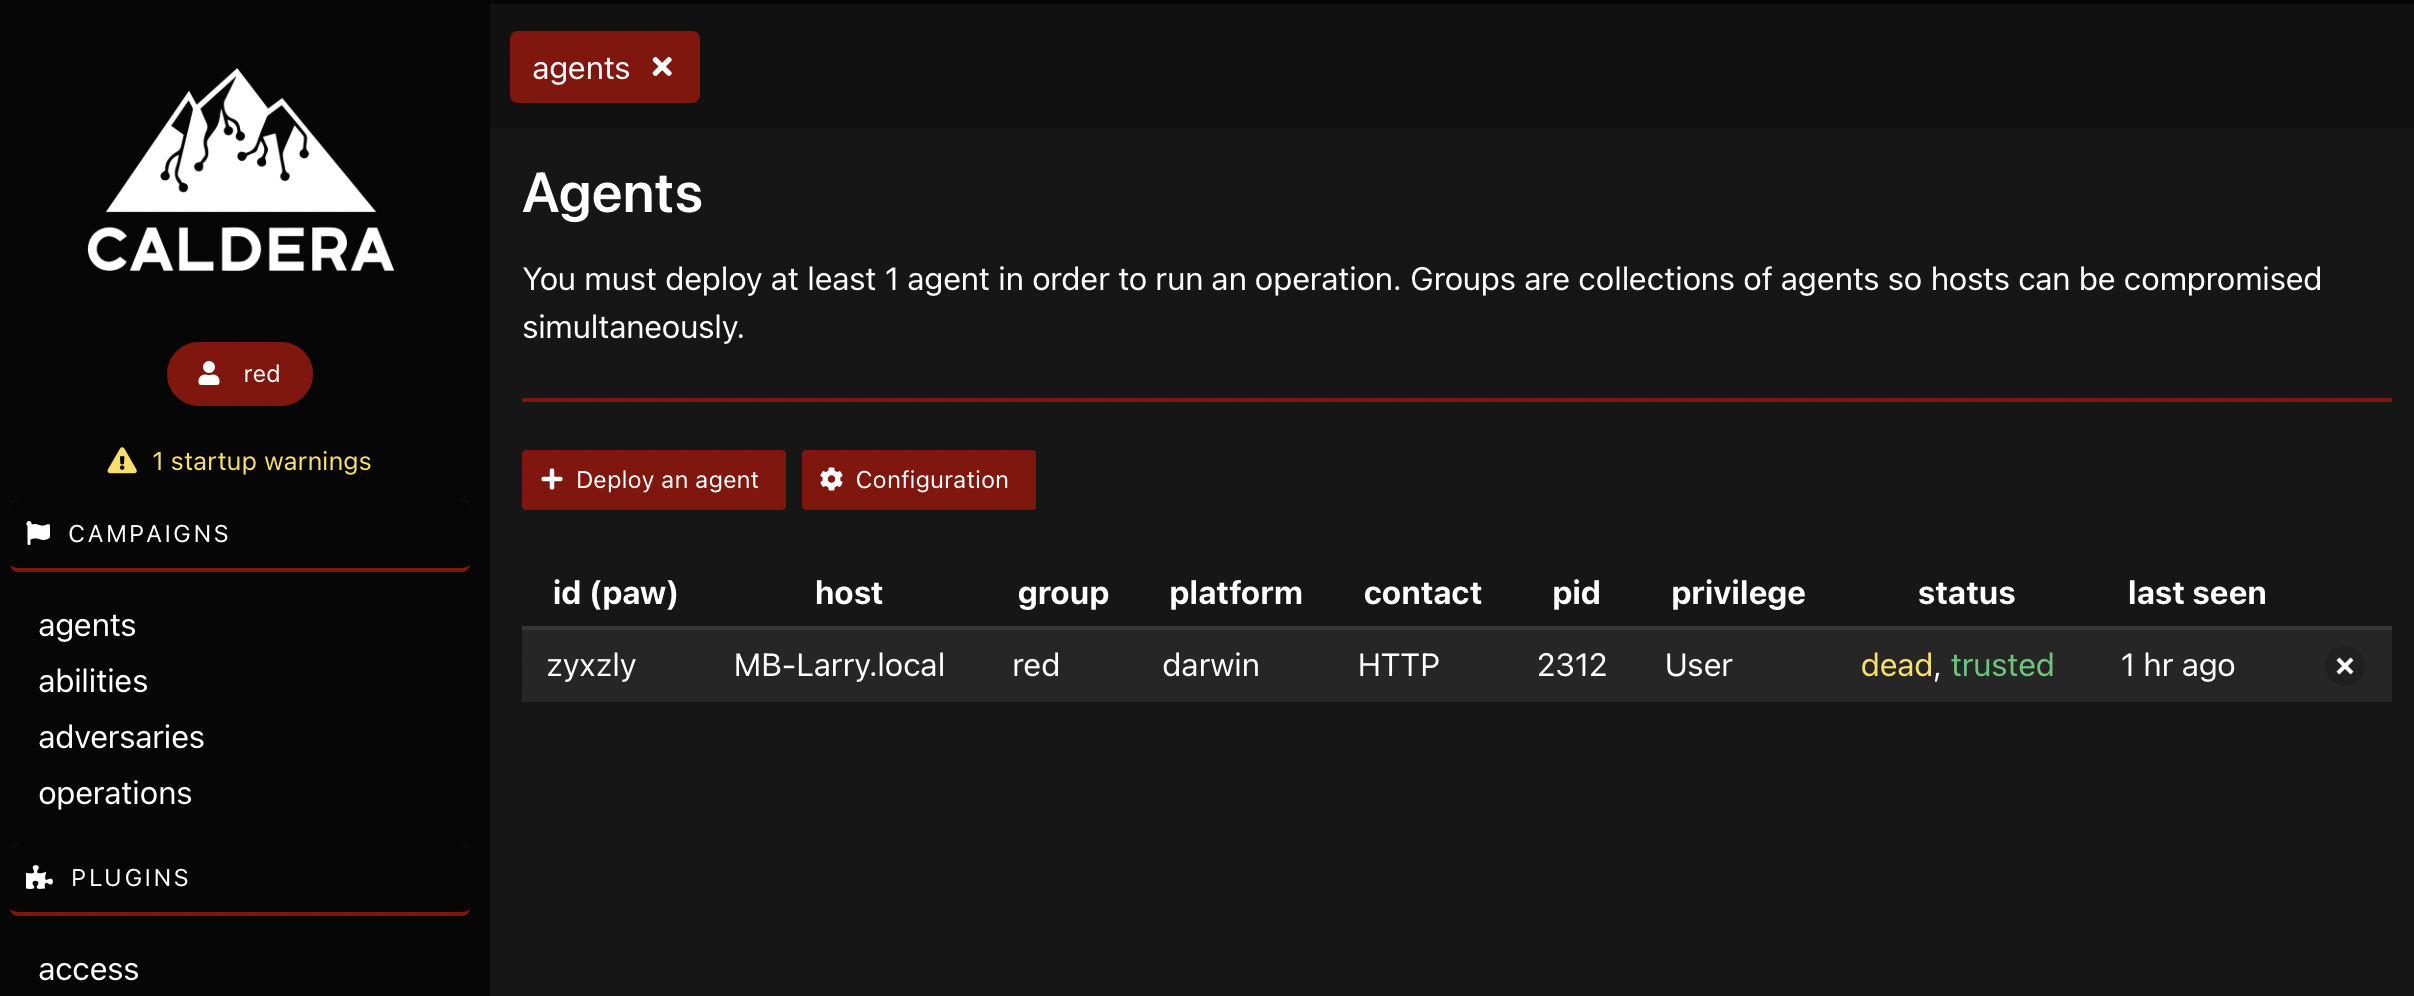 CALDERA
red
1 startup warnings
CAMPAIGNS
agents
abilities
adversaries
operations
PLUGINS
access
agents
Agents
You must deploy at least 1 agent in order to run an operation. Groups are collections of agents so hosts can be compromised
simultaneously.
Deploy an agent Configuration
id (paw) host group platform contact pid privilege status last seen
zyxzly MB-Larry.local red darwin HTTP 2312 User dead, trusted 1 hr ago